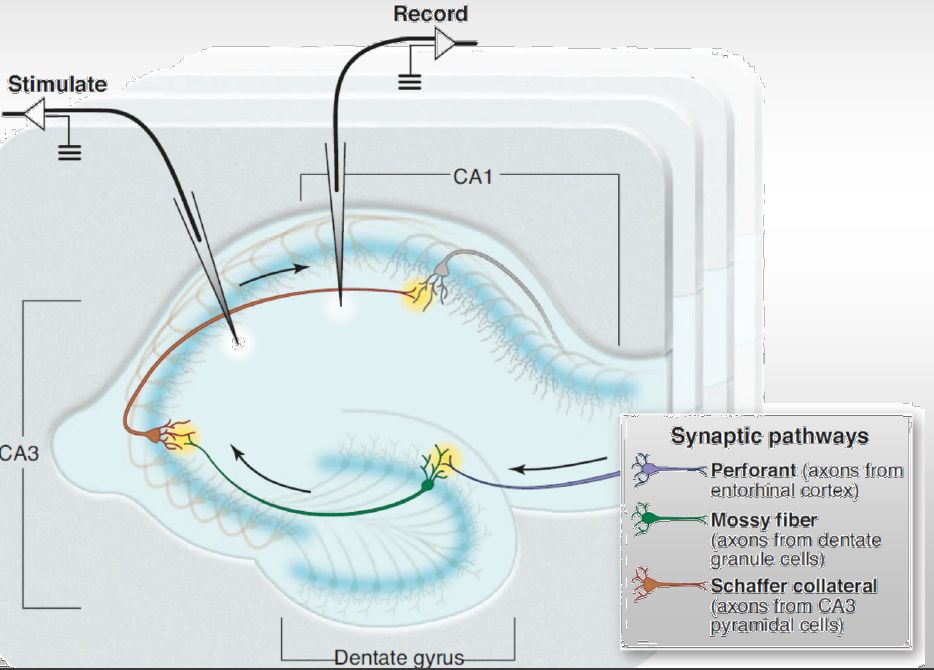 Record
Stimulate
CA1
CA3
Synaptic pathways
Perforant (axons from
entorhinal cortex)
Mossy fiber
(axons from dentate
granule cells)
Schaffer collateral
(axons from CA3
pyramidal cells)
Dentate gyrus